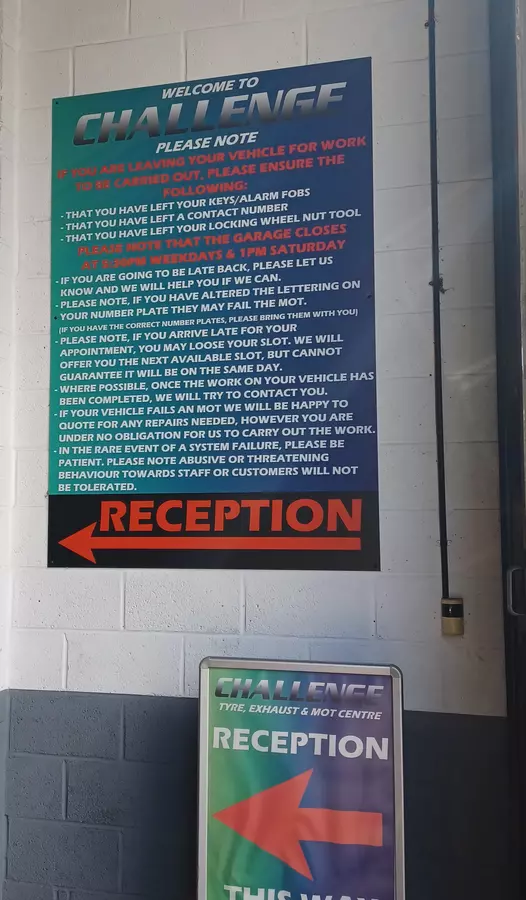 WELCOME TO
CHALLENGE
PLEASE NOTE
IF YOU ARE LEAVING YOUR VEHICLE FOR WORK
TO BE CARRIED OUT, PLEASE ENSURE THE
FOLLOWING:
- THAT YOU HAVE LEFT YOUR KEYS/ALARM FOBS
- THAT YOU HAVE LEFT A CONTACT NUMBER
- THAT YOU HAVE LEFT YOUR LOCKING WHEEL NUT TOOL
PLEASE NOTE THAT THE GARAGE CLOSES
AT 5:30PM WEEKDAYS & 1PM SATURDAY
- IF YOU ARE GOING TO BE LATE BACK, PLEASE LET US
KNOW AND WE WILL HELP YOU IF WE CAN.
- PLEASE NOTE, IF YOU HAVE ALTERED THE LETTERING ON
YOUR NUMBER PLATE THEY MAY FAIL THE MOT.
(IF YOU HAVE THE CORRECT NUMBER PLATES, PLEASE BRING THEM WITH YOU)
- PLEASE NOTE, IF YOU ARRIVE LATE FOR YOUR
APPOINTMENT, YOU MAY LOOSE YOUR SLOT. WE WILL
OFFER YOU THE NEXT AVAILABLE SLOT, BUT CANNOT
GUARANTEE IT WILL BE ON THE SAME DAY.
- WHERE POSSIBLE, ONCE THE WORK ON YOUR VEHICLE HAS
BEEN COMPLETED, WE WILL TRY TO CONTACT YOU.
- IF YOUR VEHICLE FAILS AN MOT WE WILL BE HAPPY TO
QUOTE FOR ANY REPAIRS NEEDED, HOWEVER YOU ARE
UNDER NO OBLIGATION FOR US TO CARRY OUT THE WORK.
- IN THE RARE EVENT OF A SYSTEM FAILURE, PLEASE BE
PATIENT. PLEASE NOTE ABUSIVE OR THREATENING
BEHAVIOUR TOWARDS STAFF OR CUSTOMERS WILL NOT
BE TOLERATED.
RECEPTION
CHALLENGE
TYRE, EXHAUST & MOT CENTRE
RECEPTION
THIS WAY